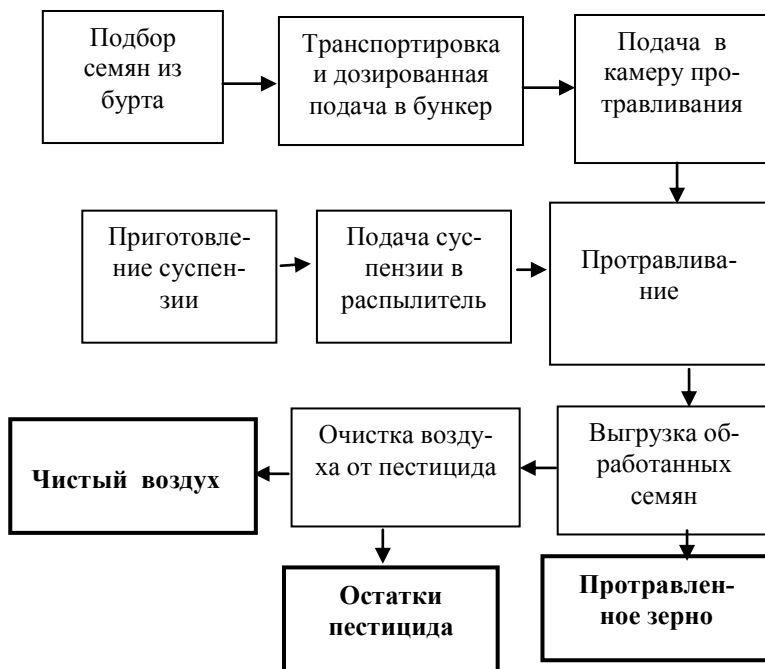 Подбор
семян из
бурта
Транспортировка
и дозированная
подача в бункер
Подача в
камеру про-
травливания
Приготовле-
ние суспен-
зии
Подача сус-
пензии в
распылитель
Протравлива-
ние
Чистый воздух
Очистка возду-
ха от пестицида
Выгрузка об-
работанных
семян
Остатки
пестицида
Протравлен-
ное зерно